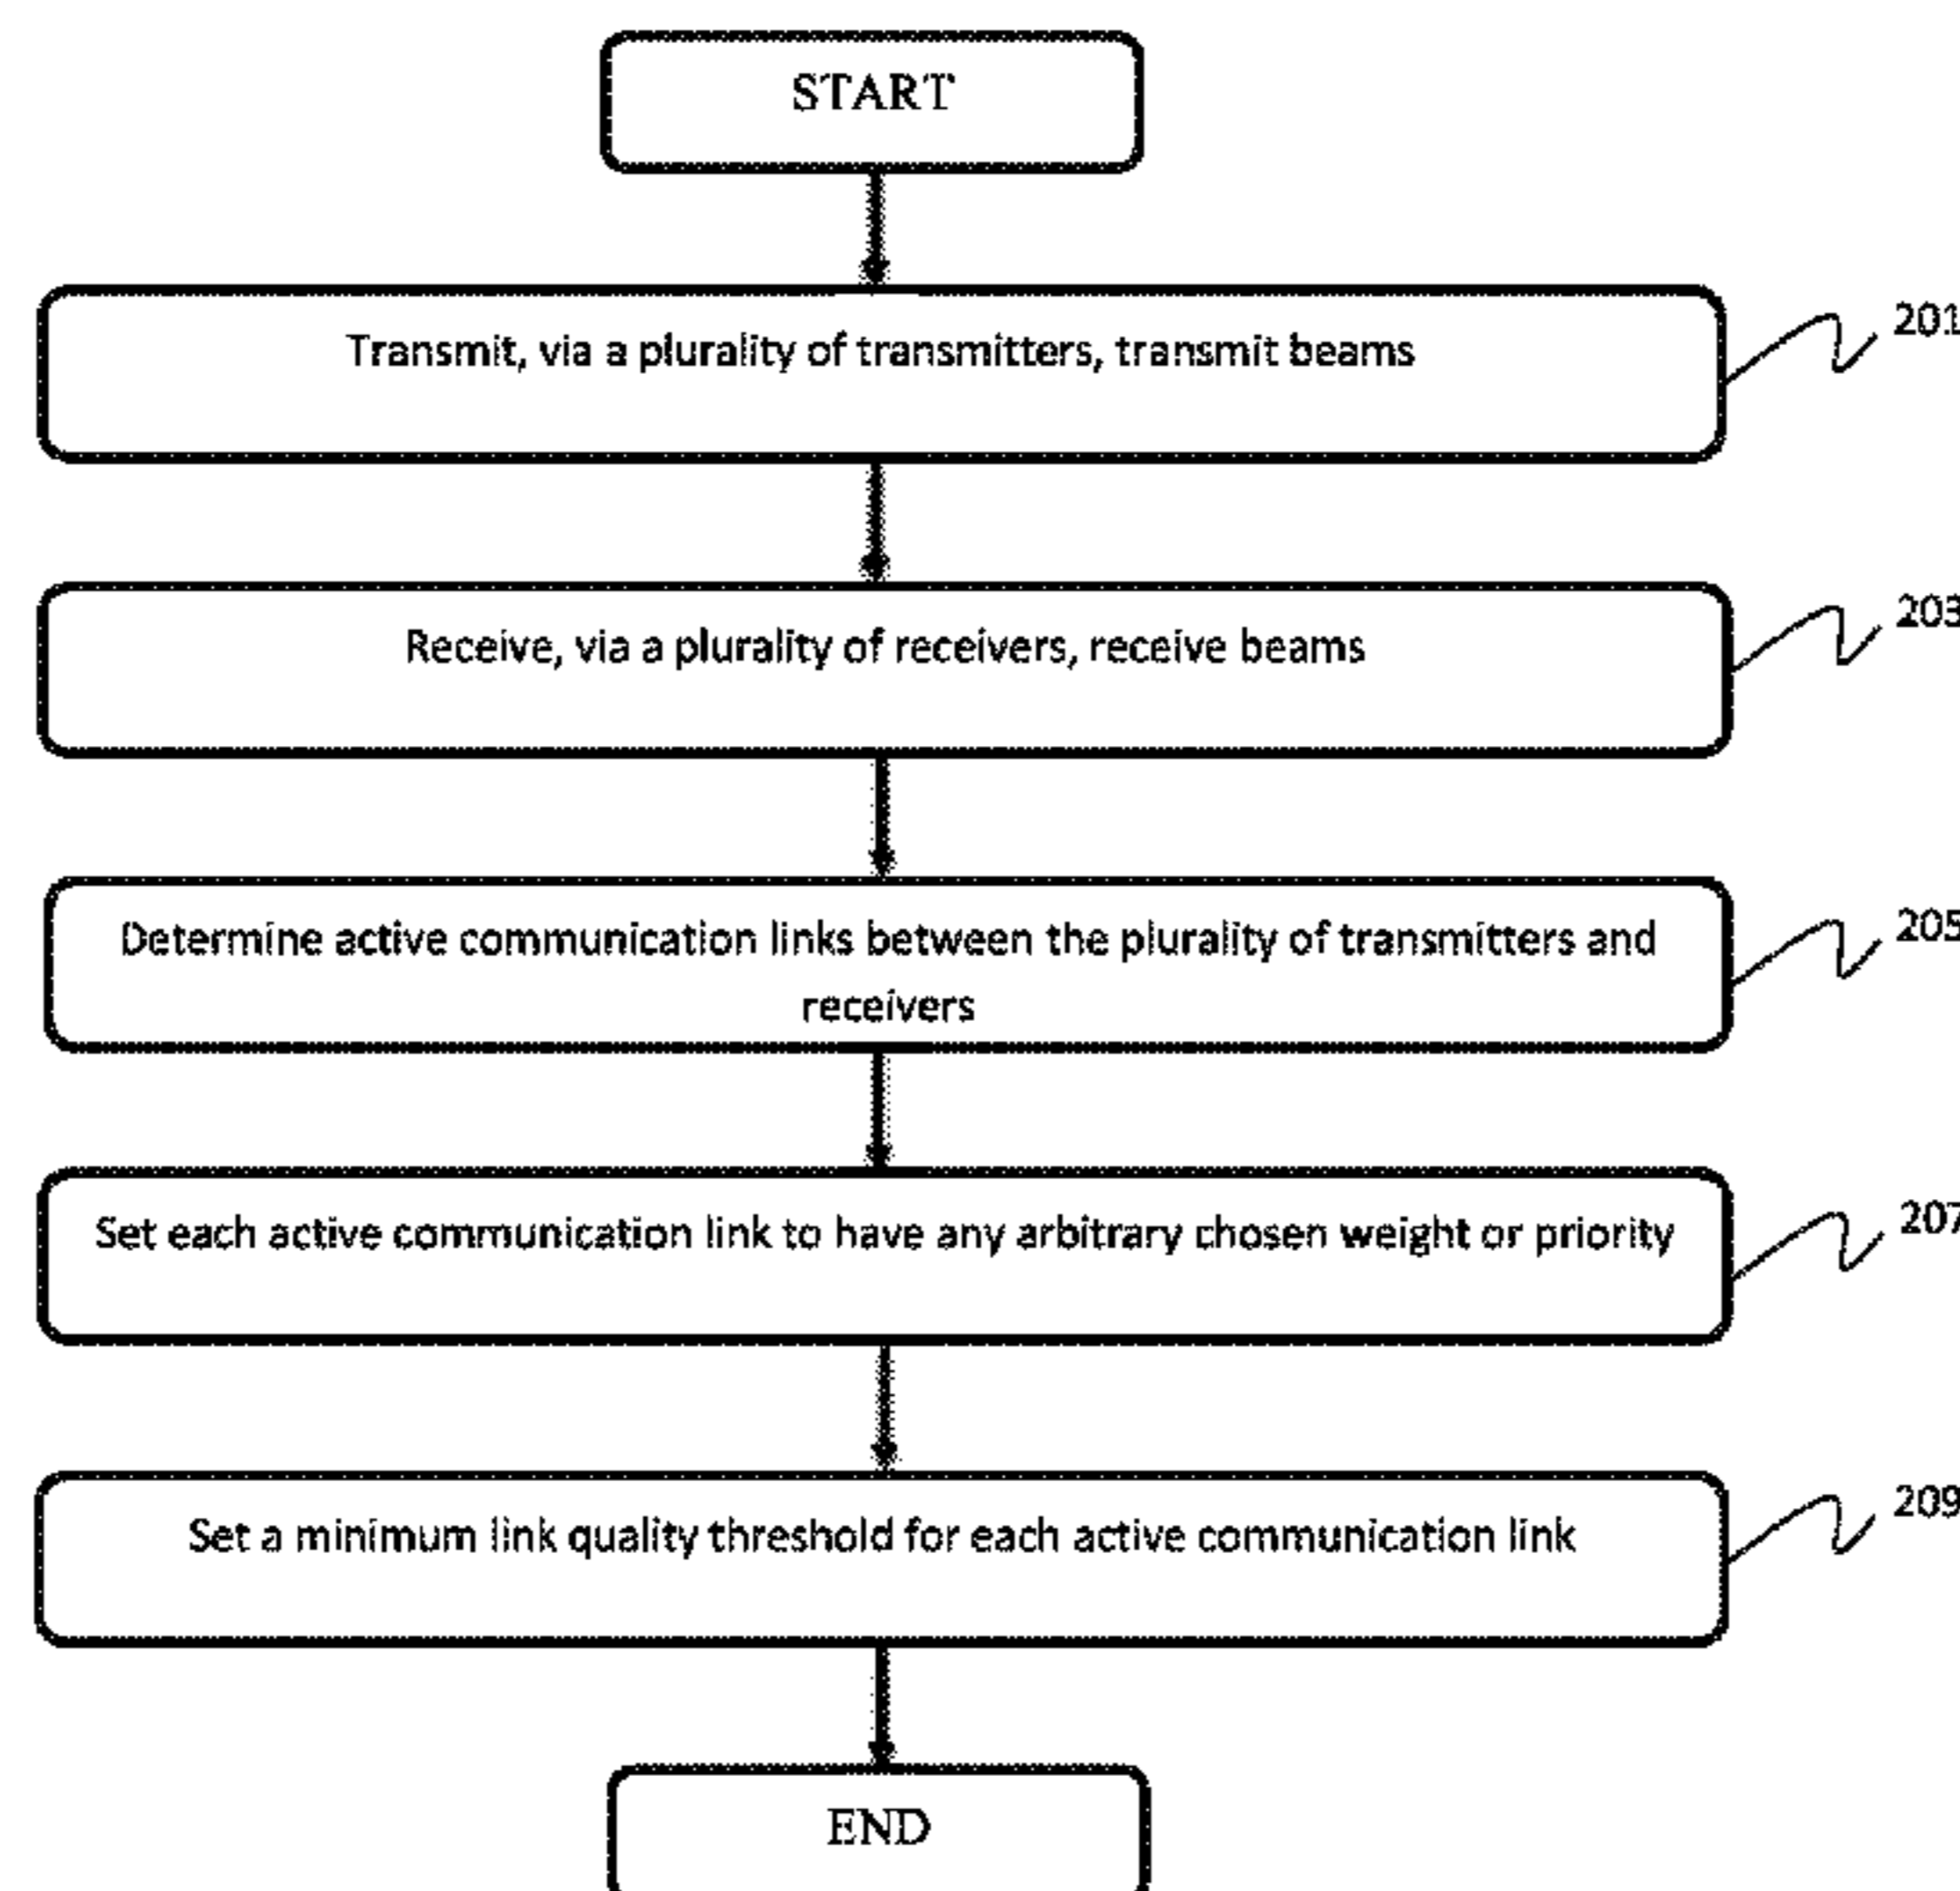 START
Transmit, via a plurality of transmitters, transmit beams
201
Receive, via a plurality of receivers, receive beams
203
Determine active communication links between the plurality of transmitters and
receivers
205
Set each active communication link to have any arbitrary chosen weight or priority
207
Set a minimum link quality threshold for each active communication link
209
END